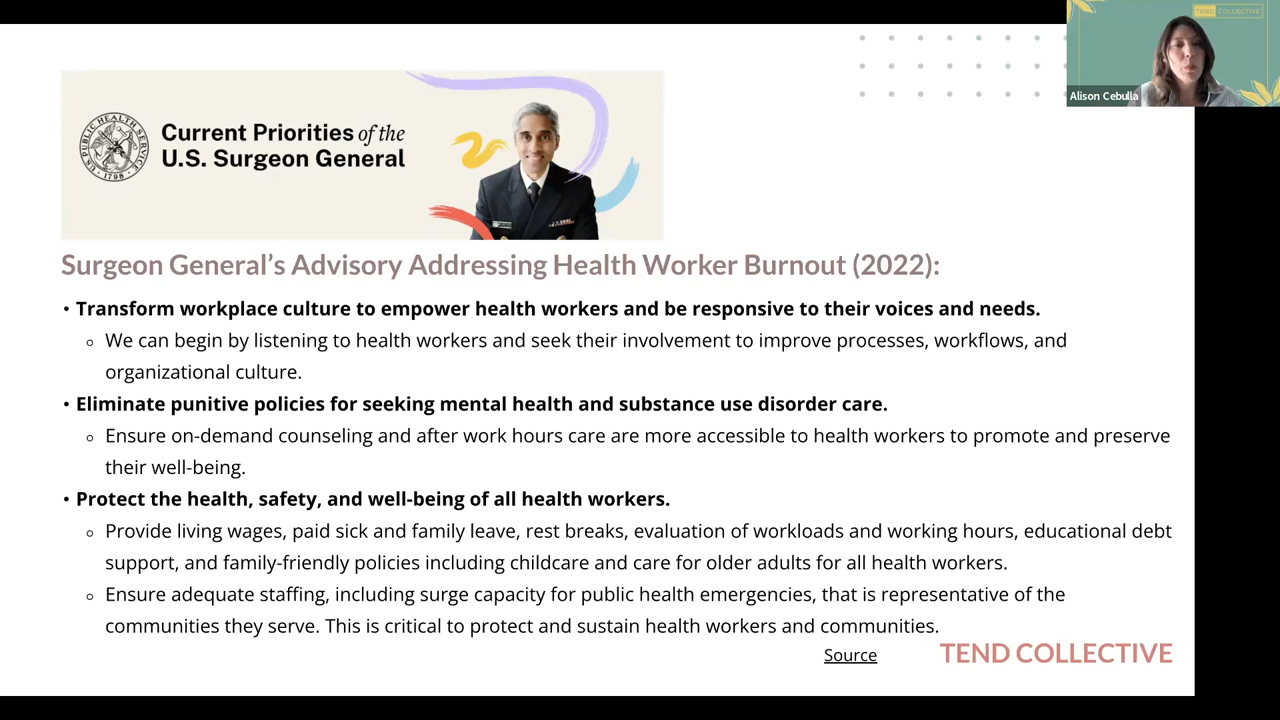 TEND COLLECTIVE
Alison Cebulla
U.S. PUBLIC HEALTH SERVICE
1798
Current Priorities of the
U.S. Surgeon General
Surgeon General’s Advisory Addressing Health Worker Burnout (2022):
• Transform workplace culture to empower health workers and be responsive to their voices and needs.
◦ We can begin by listening to health workers and seek their involvement to improve processes, workflows, and
organizational culture.
• Eliminate punitive policies for seeking mental health and substance use disorder care.
◦ Ensure on-demand counseling and after work hours care are more accessible to health workers to promote and preserve
their well-being.
• Protect the health, safety, and well-being of all health workers.
◦ Provide living wages, paid sick and family leave, rest breaks, evaluation of workloads and working hours, educational debt
support, and family-friendly policies including childcare and care for older adults for all health workers.
◦ Ensure adequate staffing, including surge capacity for public health emergencies, that is representative of the
communities they serve. This is critical to protect and sustain health workers and communities.
Source
TEND COLLECTIVE